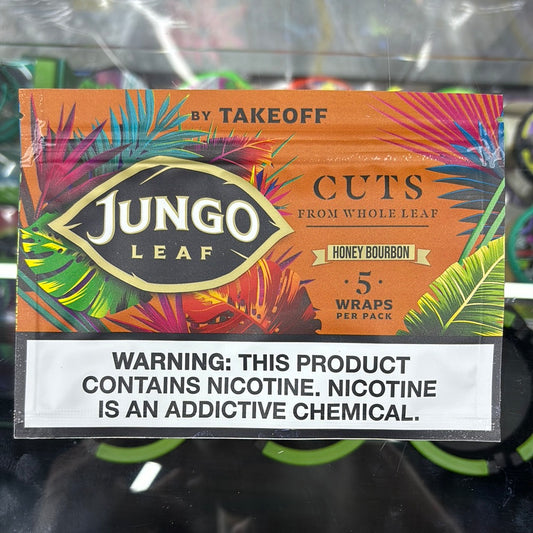 BY TAKEOFF
JUNGO
LEAF
CUTS
FROM WHOLE LEAF
HONEY BOURBON
5
WRAPS
PER PACK
WARNING: THIS PRODUCT
CONTAINS NICOTINE. NICOTINE
IS AN ADDICTIVE CHEMICAL.